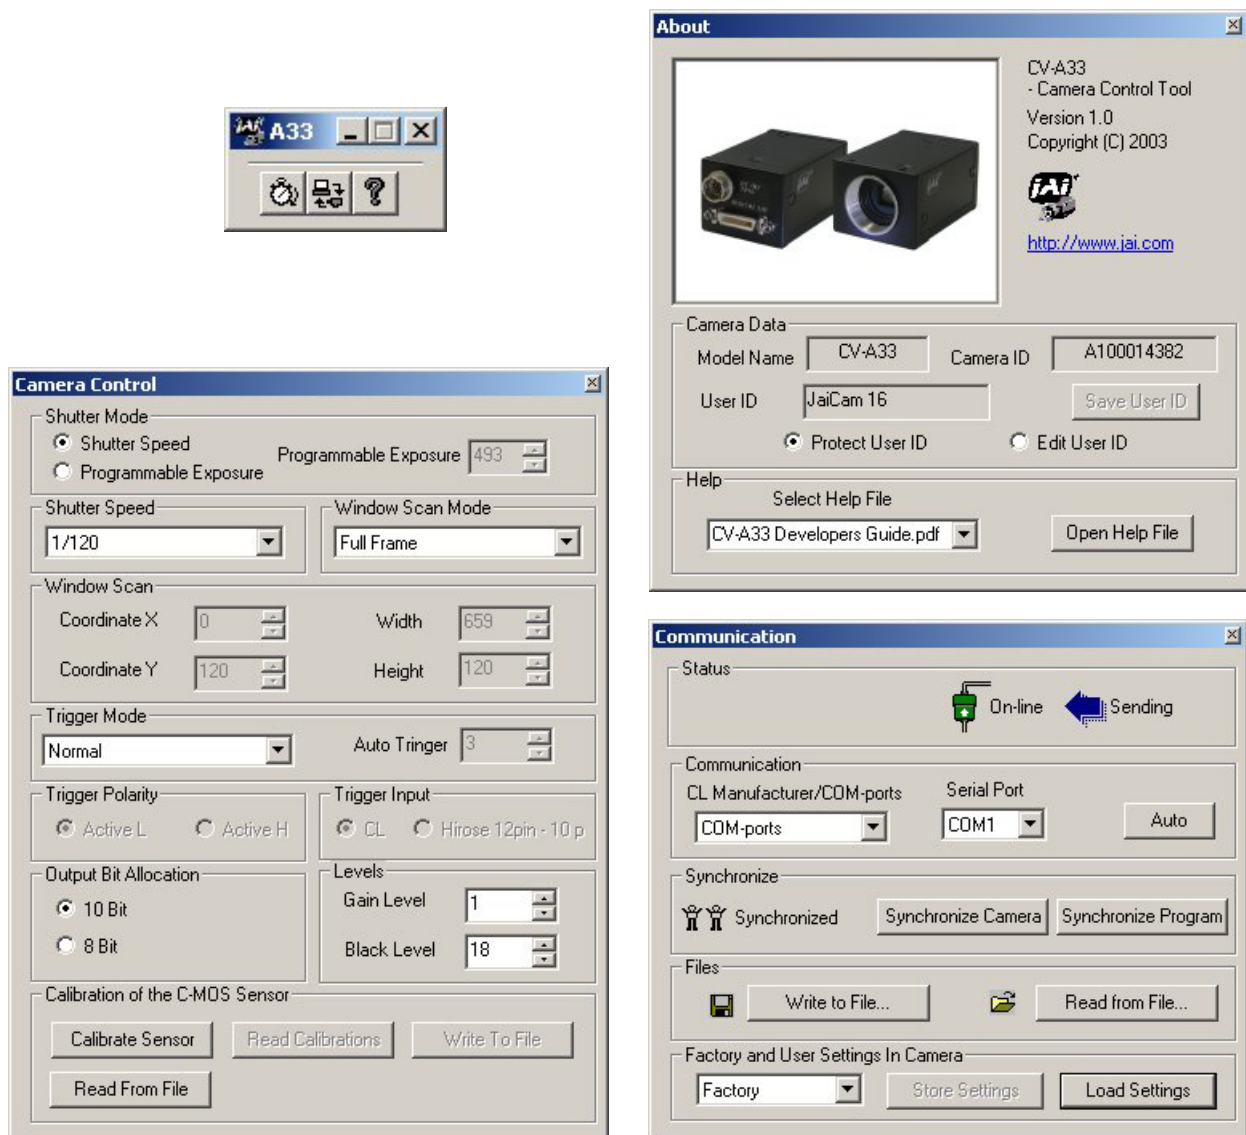 A33
About
CV-A33
- Camera Control Tool
Version 1.0
Copyright (C) 2003
JAI
http://www.jai.com
Camera Data
Model Name CV-A33 Camera ID A100014382
User ID JaiCam 16 Save User ID
Protect User ID Edit User ID
Help
Select Help File
CV-A33 Developers Guide.pdf Open Help File
Camera Control
Shutter Mode
Shutter Speed
Programmable Exposure
Programmable Exposure 493
Shutter Speed
1/120
Window Scan Mode
Full Frame
Window Scan
Coordinate X 0 Width 659
Coordinate Y 120 Height 120
Trigger Mode
Normal Auto Tringer 3
Trigger Polarity
Active L Active H
Trigger Input
CL Hirose 12pin - 10 p
Output Bit Allocation
10 Bit
8 Bit
Levels
Gain Level 1
Black Level 18
Calibration of the C-MOS Sensor
Calibrate Sensor Read Calibrations Write To File
Read From File
Communication
Status
On-line Sending
Communication
CL Manufacturer/COM-ports Serial Port
COM-ports COM1 Auto
Synchronize
Synchronized Synchronize Camera Synchronize Program
Files
Write to File... Read from File...
Factory and User Settings In Camera
Factory Store Settings Load Settings